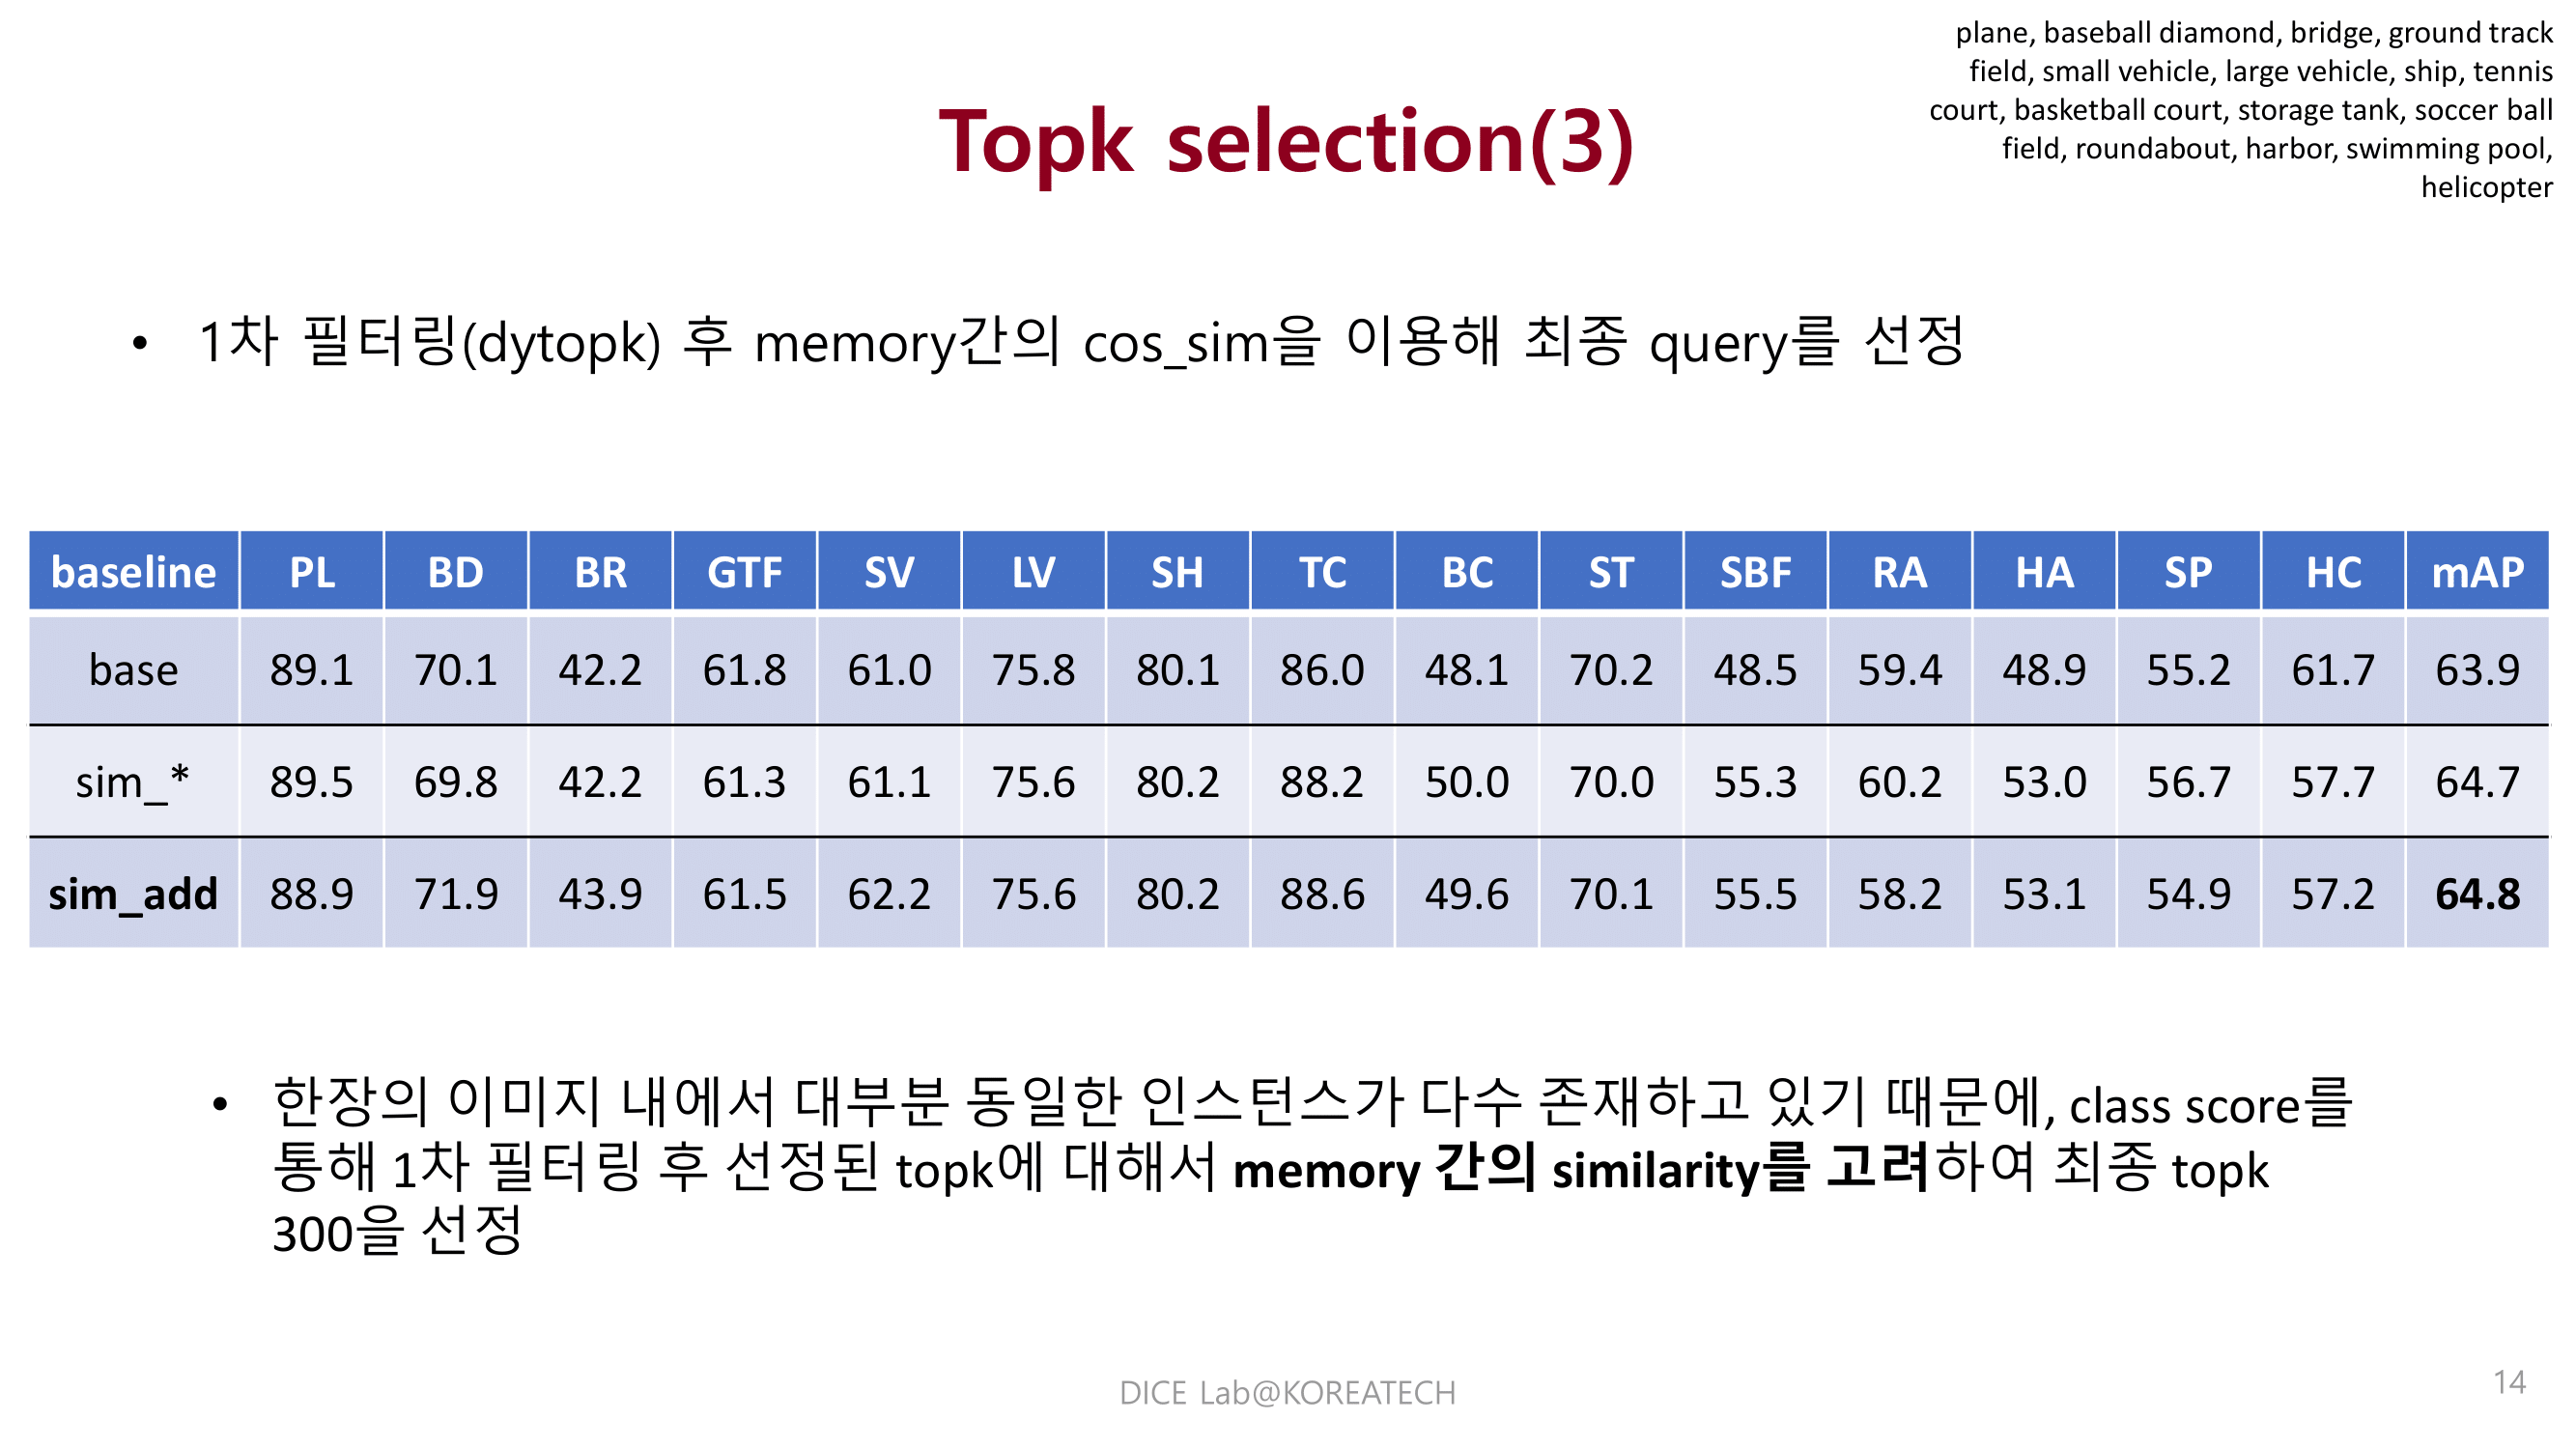 plane, baseball diamond, bridge, ground track
field, small vehicle, large vehicle, ship, tennis
court, basketball court, storage tank, soccer ball
field, roundabout, harbor, swimming pool,
helicopter
Topk selection(3)
• 1차 필터링(dytopk) 후 memory간의 cos_sim을 이용해 최종 query를 선정
baseline PL BD BR GTF SV LV SH TC BC ST SBF RA HA SP HC mAP
base 89.1 70.1 42.2 61.8 61.0 75.8 80.1 86.0 48.1 70.2 48.5 59.4 48.9 55.2 61.7 63.9
sim_* 89.5 69.8 42.2 61.3 61.1 75.6 80.2 88.2 50.0 70.0 55.3 60.2 53.0 56.7 57.7 64.7
sim_add 88.9 71.9 43.9 61.5 62.2 75.6 80.2 88.6 49.6 70.1 55.5 58.2 53.1 54.9 57.2 64.8
• 한장의 이미지 내에서 대부분 동일한 인스턴스가 다수 존재하고 있기 때문에, class score를
통해 1차 필터링 후 선정된 topk에 대해서 memory 간의 similarity를 고려하여 최종 topk
300을 선정
DICE Lab@KOREATECH
14